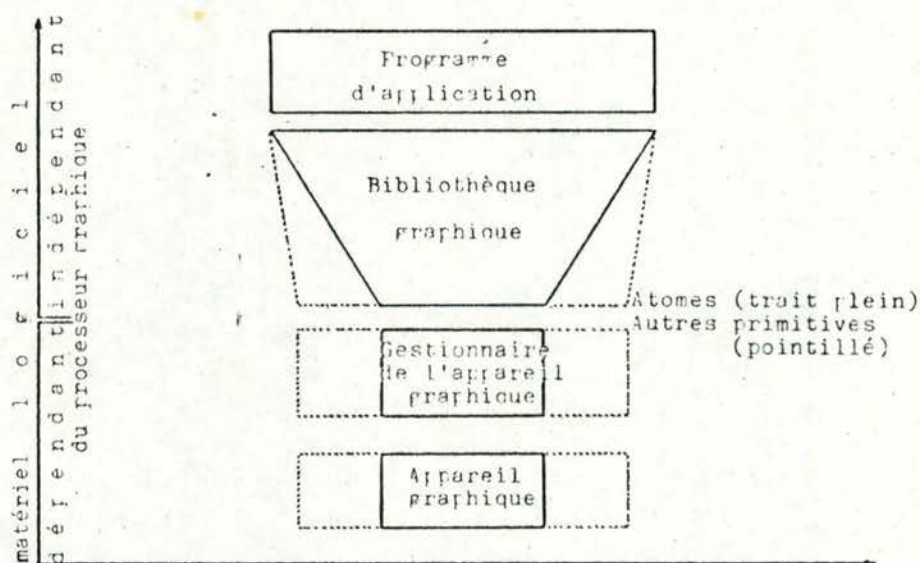 Programme
d'application
Bibliothèque
graphique
Atomes (trait plein)
Autres primitives
(pointillé)
Gestionnaire
de l'appareil
graphique
Appareil
graphique
matériel logiciel
dépendant indépendant
du processeur graphique